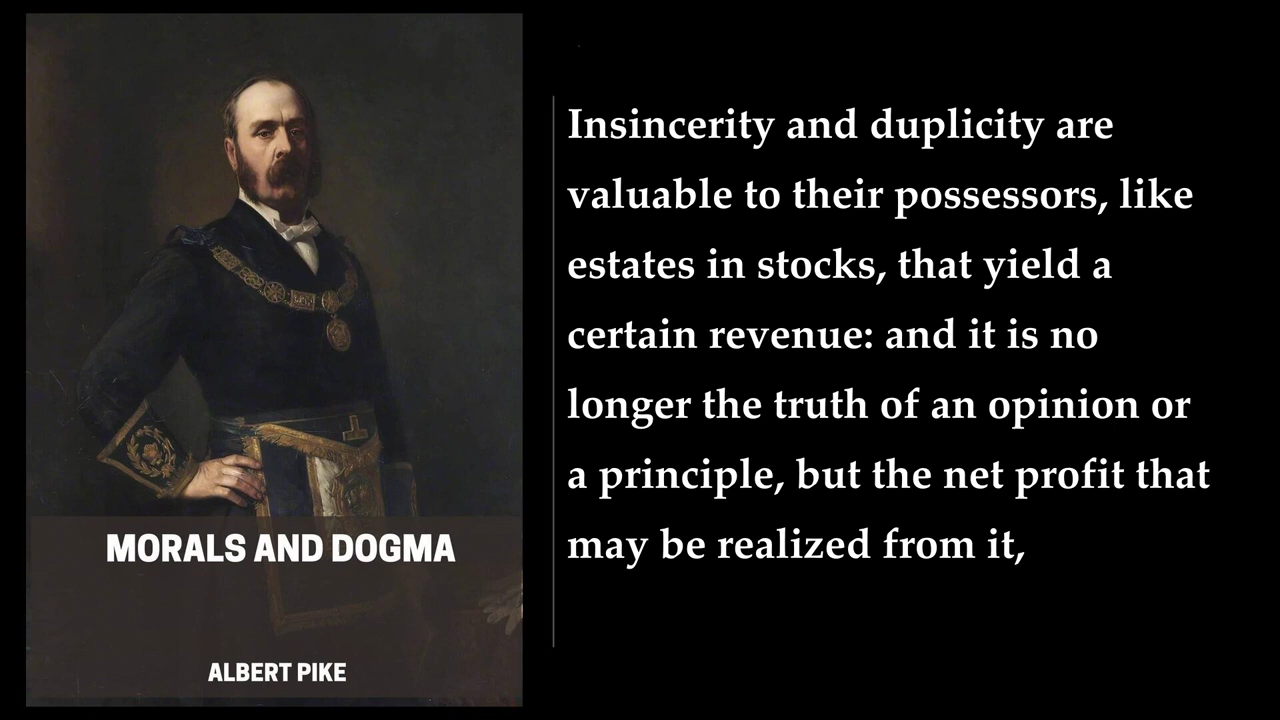 MORALS AND DOGMA
ALBERT PIKE
Insincerity and duplicity are
valuable to their possessors, like
estates in stocks, that yield a
certain revenue: and it is no
longer the truth of an opinion or
a principle, but the net profit that
may be realized from it,